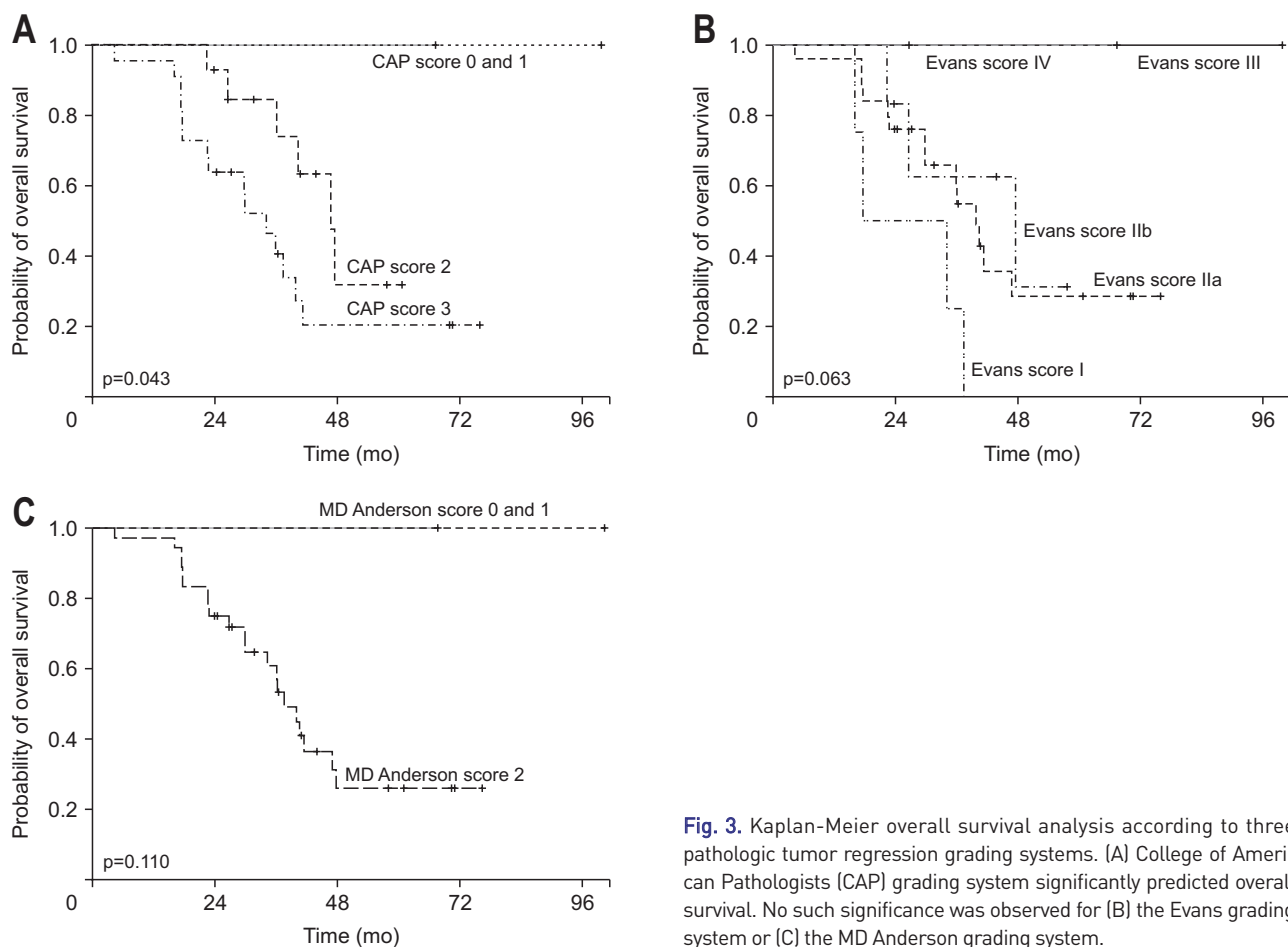 A
1.0
0.8
0.6
0.4
0.2
0
Probability of overall survival
CAP score 0 and 1
CAP score 2
CAP score 3
p=0.043
24
48
72
96
Time (mo)
B
1.0
0.8
0.6
0.4
0.2
0
Probability of overall survival
Evans score IV
Evans score III
Evans score IIb
Evans score IIa
Evans score I
p=0.063
24
48
72
96
Time (mo)
C
1.0
0.8
0.6
0.4
0.2
0
Probability of overall survival
MD Anderson score 0 and 1
MD Anderson score 2
p=0.110
24
48
72
96
Time (mo)
Fig. 3. Kaplan-Meier overall survival analysis according to three
pathologic tumor regression grading systems. (A) College of Ameri-
can Pathologists (CAP) grading system significantly predicted overall
survival. No such significance was observed for (B) the Evans grading
system or (C) the MD Anderson grading system.